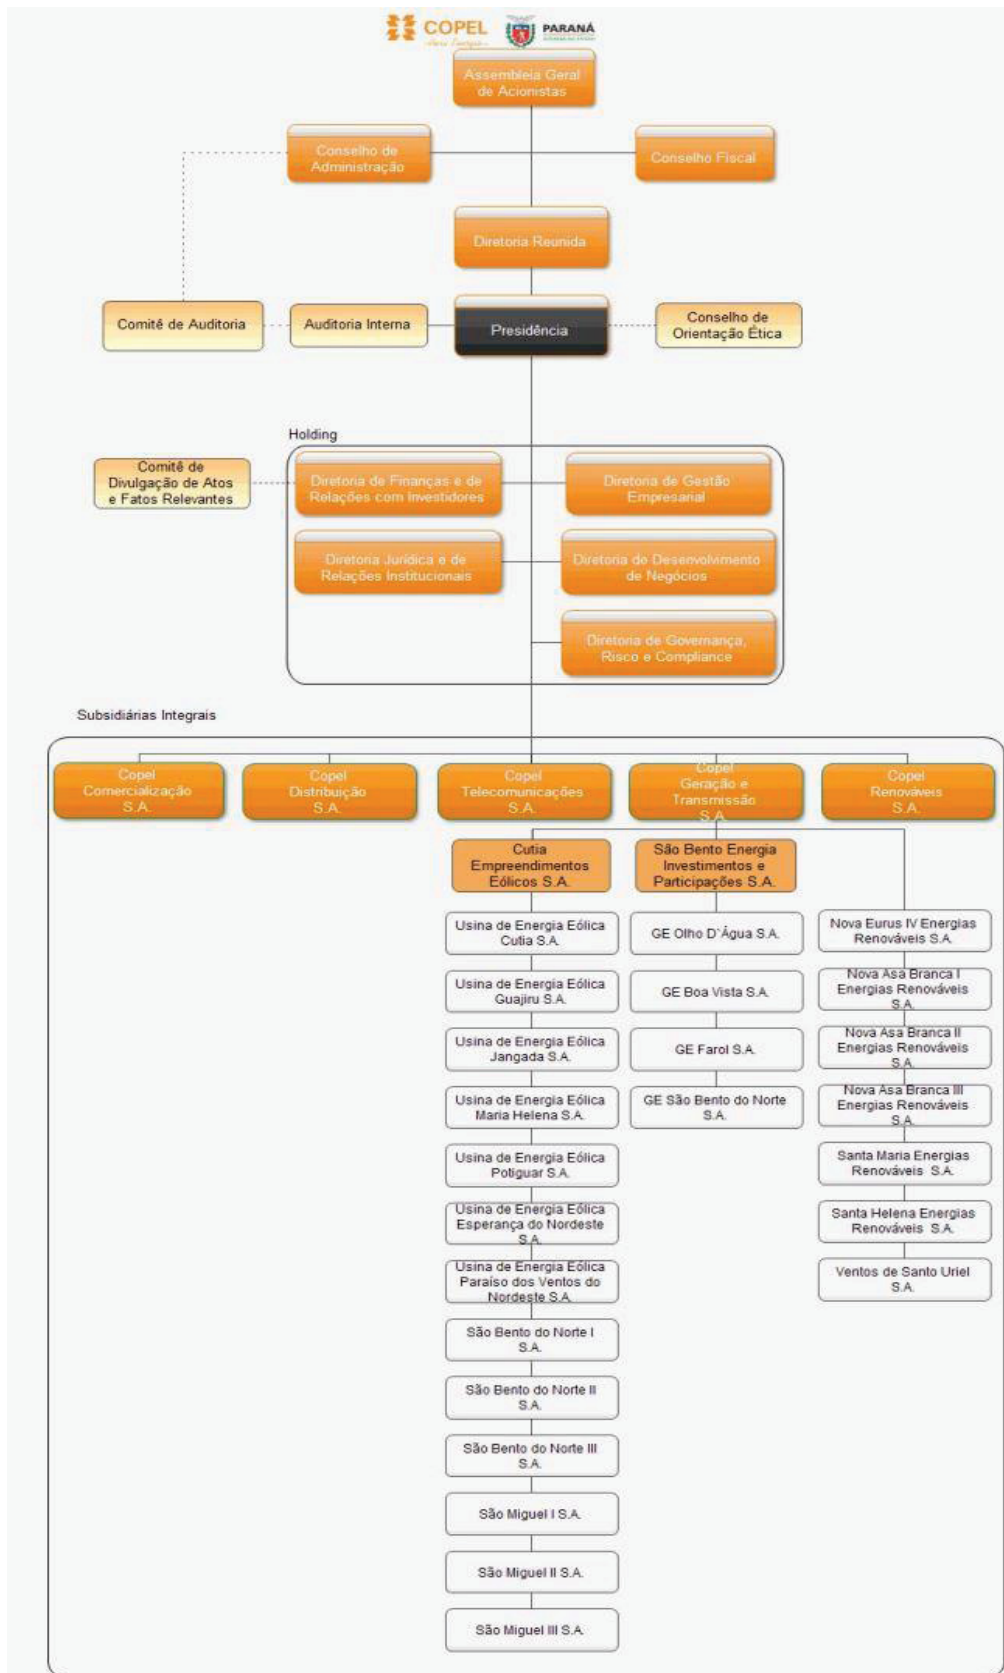 COPEL
PARANÁ
Assembleia Geral
de Acionistas
Conselho de
Administração
Conselho Fiscal
Diretoria Reunida
Comitê de Auditoria
Auditoria Interna
Presidência
Conselho de
Orientação Ética
Holding
Comitê de
Divulgação de Atos
e Fatos Relevantes
Diretoria de Finanças e de
Relações com Investidores
Diretoria de Gestão
Empresarial
Diretoria Jurídica e de
Relações Institucionais
Diretoria de Desenvolvimento
de Negócios
Diretoria de Governança,
Risco e Compliance
Subsidiárias Integrais
Copel
Comercialização
S.A.
Copel
Distribuição
S.A.
Copel
Telecomunicações
S.A.
Copel
Geração e
Transmissão
S.A.
Copel
Renováveis
S.A.
Cutia
Empreendimentos
Eólicos S.A.
Usina de Energia Eólica
Cutia S.A.
Usina de Energia Eólica
Guajiru S.A.
Usina de Energia Eólica
Jangada S.A.
Usina de Energia Eólica
Maria Helena S.A.
Usina de Energia Eólica
Potiguar S.A.
Usina de Energia Eólica
Esperança do Nordeste
S.A.
Usina de Energia Eólica
Paraíso dos Ventos do
Nordeste S.A.
São Bento do Norte I
S.A.
São Bento do Norte II
S.A.
São Bento do Norte III
S.A.
São Miguel I S.A.
São Miguel II S.A.
São Miguel III S.A.
São Bento Energia
Investimentos e
Participações S.A.
GE Olho D`Água S.A.
GE Boa Vista S.A.
GE Farol S.A.
GE São Bento do Norte
S.A.
Nova Eurus IV Energias
Renováveis S.A.
Nova Asa Branca I
Energias Renováveis
S.A.
Nova Asa Branca II
Energias Renováveis
S.A.
Nova Asa Branca III
Energias Renováveis
S.A.
Santa Maria Energias
Renováveis S.A.
Santa Helena Energias
Renováveis S.A.
Ventos de Santo Uriel
S.A.